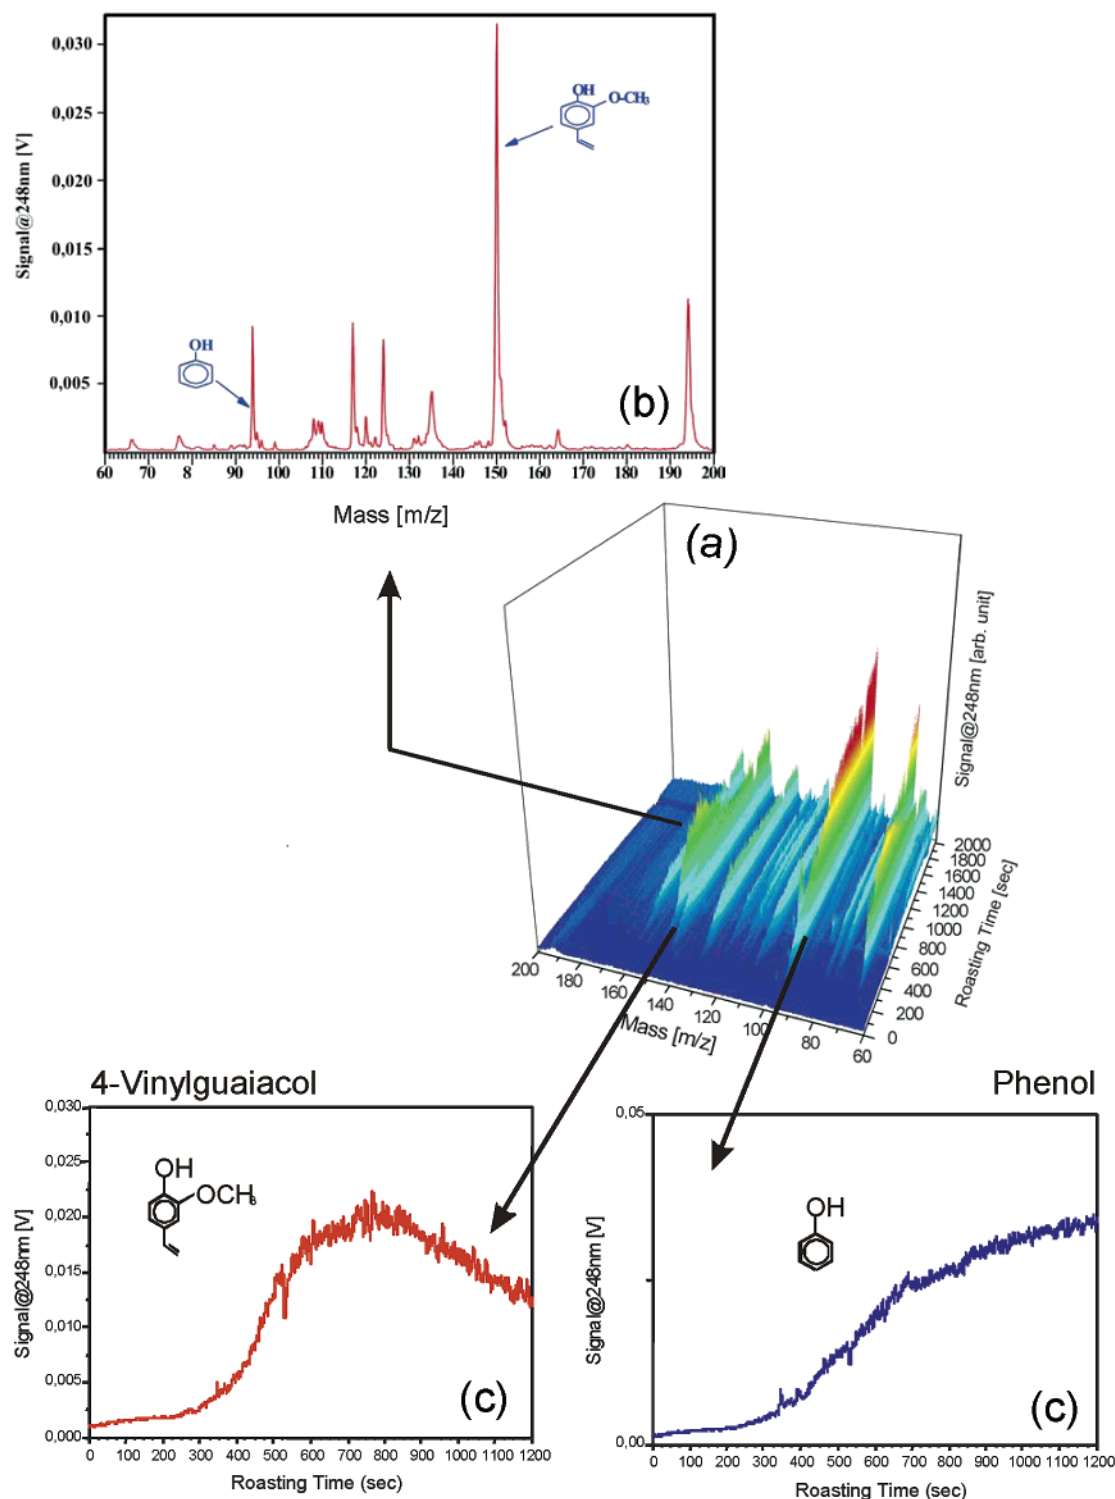 0,030
0,025
0,020
0,015
0,010
0,005
Signal@248nm [V]
OH
O-CH3
OH
(b)
60 70 80 90 100 110 120 130 140 150 160 170 180 190 200
Mass [m/z]
(a)
Signal@248nm [arb. unit]
2000
1800
1600
1400
1200
1000
800
600
400
200
0
Roasting Time [sec]
200 180 160 140 120 100 80 60
Mass [m/z]
4-Vinylguaiacol
0,030
0,025
0,020
0,015
0,010
0,005
0,000
Signal@248nm [V]
OH
OCH3
(c)
0 100 200 300 400 500 600 700 800 900 1000 1100 1200
Roasting Time (sec)
Phenol
0,05
0,00
Signal@248nm [V]
OH
(c)
0 100 200 300 400 500 600 700 800 900 1000 1100 1200
Roasting Time (sec)